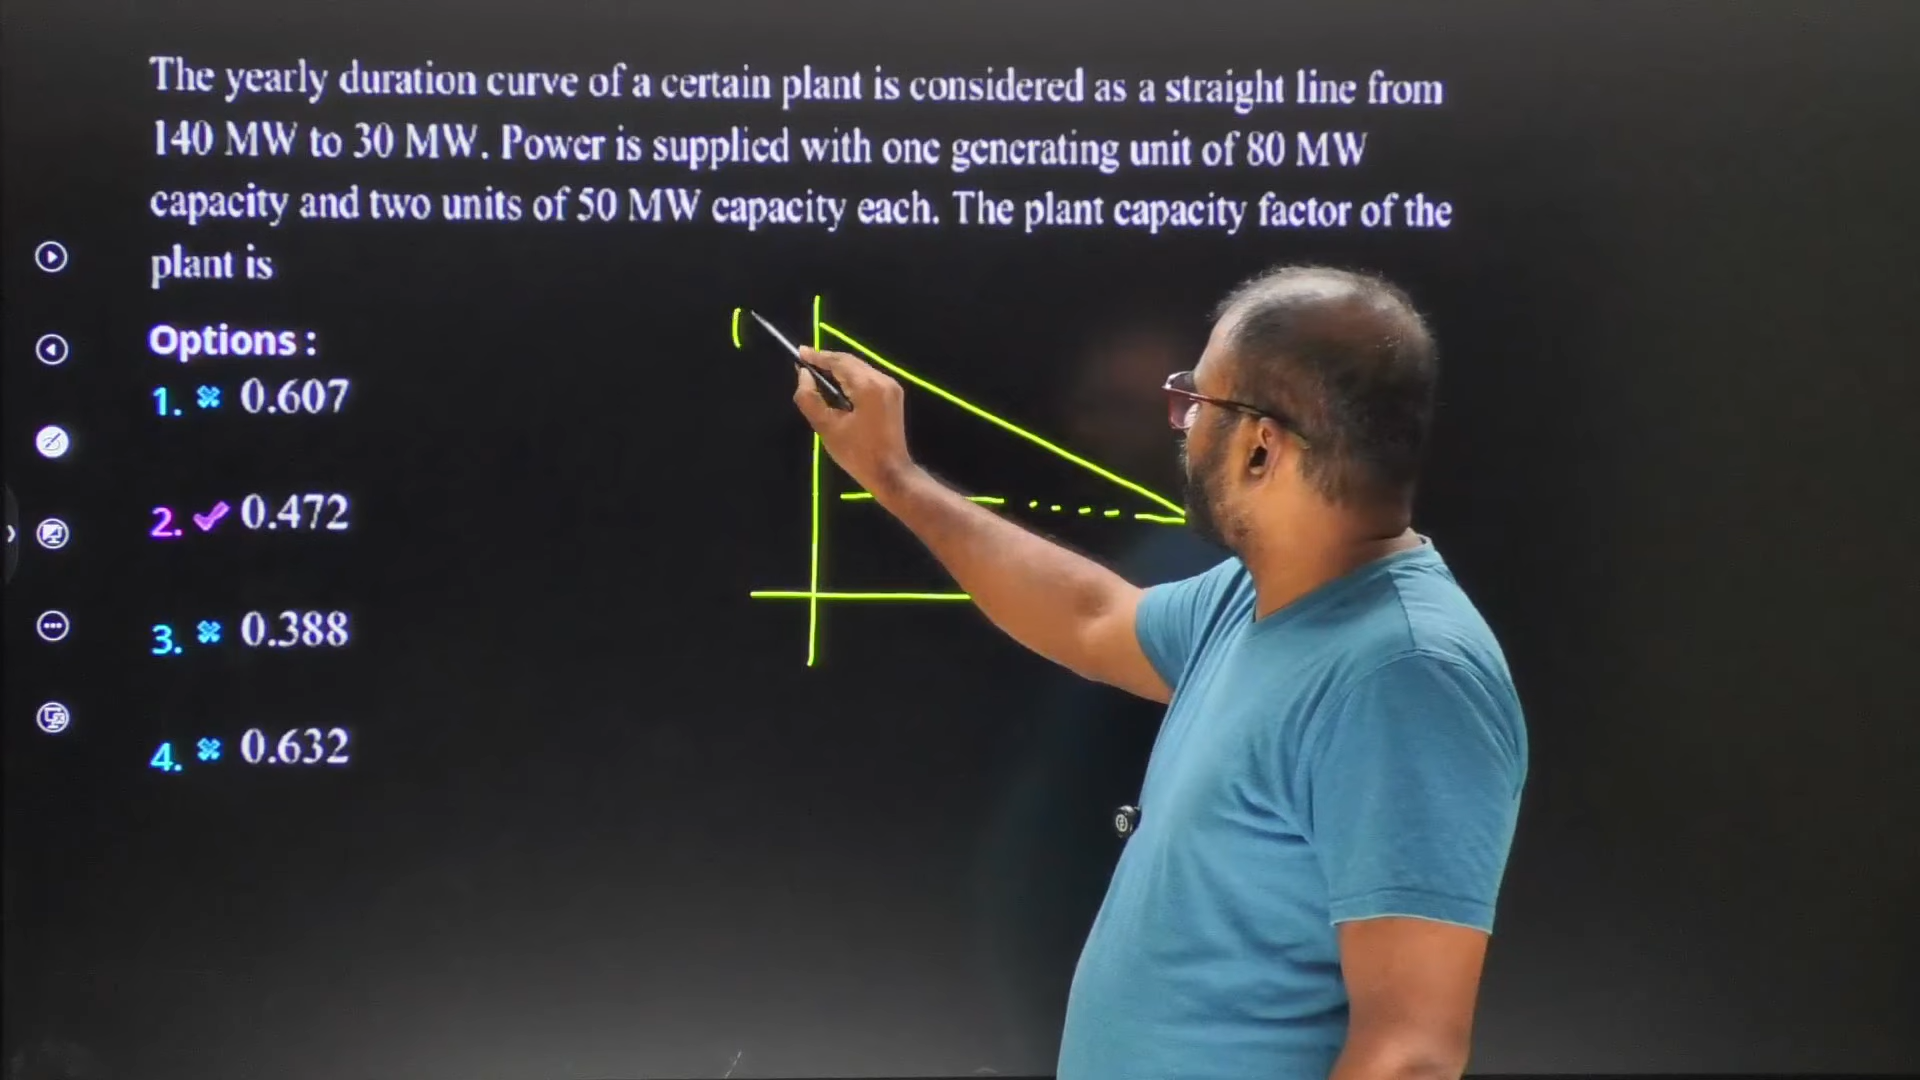 The yearly duration curve of a certain plant is considered as a straight line from
140 MW to 30 MW. Power is supplied with one generating unit of 80 MW
capacity and two units of 50 MW capacity each. The plant capacity factor of the
plant is
Options :
1. 0.607
2. 0.472
3. 0.388
4. 0.632